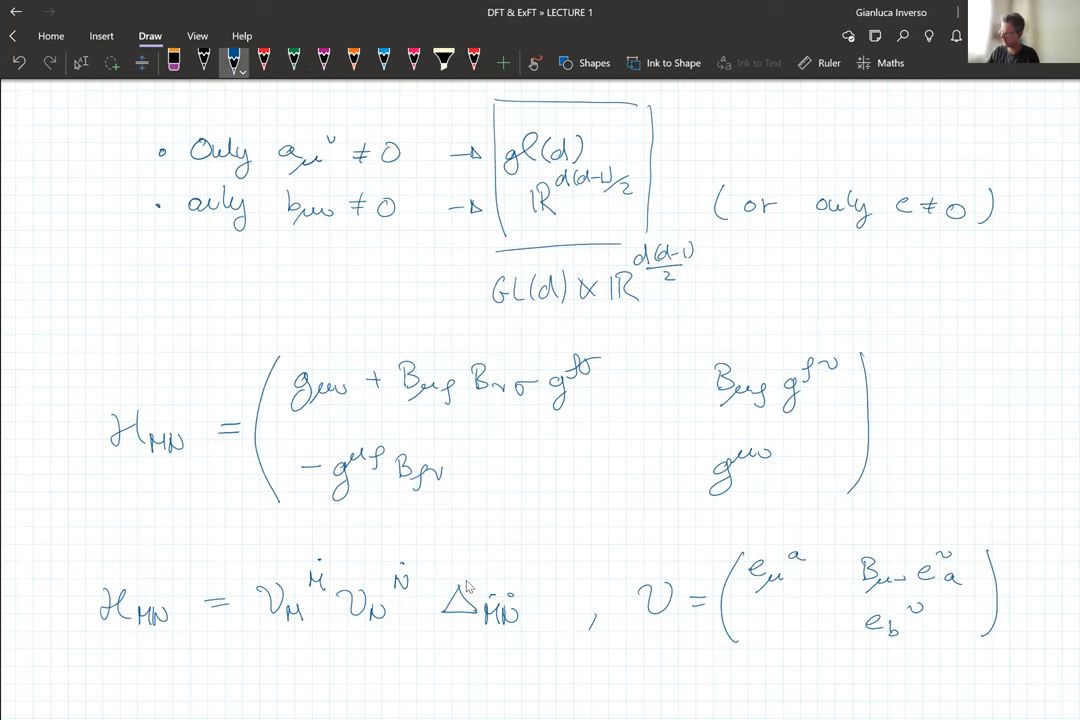 DFT & ExFT » LECTURE 1
Gianluca Inverso
Home Insert Draw View Help
Shapes Ink to Shape Ink to Text Ruler Maths
• Only a_μ^ν ≠ 0 → gl(d)
• only b_μν ≠ 0 → ℝ^{d(d-1)/2} (or only c ≠ 0)
GL(d) ⋉ ℝ^{d(d-1)/2}
ℋ_MN = ( g_μν + B_μρ B_νσ g^ρσ B_μρ g^ρν
- g^μρ B_ρν g^μν )
ℋ_MN = 𝒱_M^Ṁ 𝒱_N^Ṅ Δ_ṀṄ , 𝒱 = ( e_μ^a B_μν e_a^ν
e_b^ν )